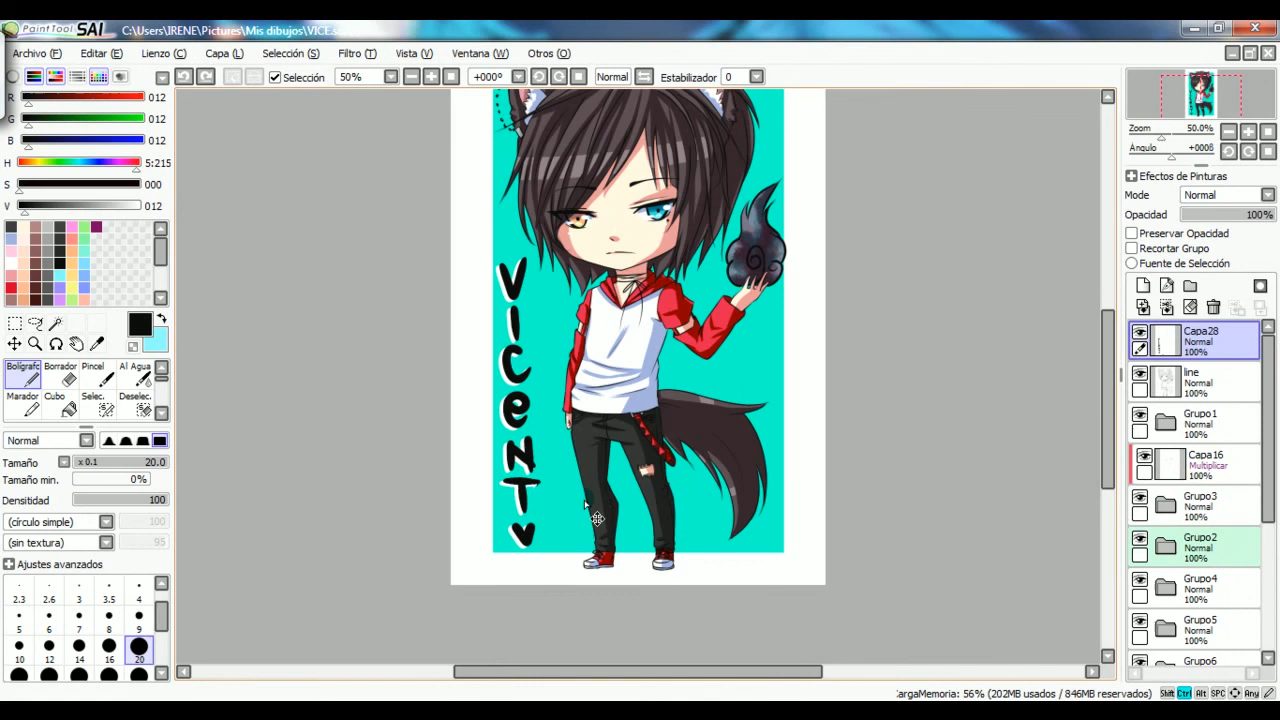 PaintTool SAI C:\Users\IRENE\Pictures\Mis dibujos\VICE.s
Archivo (F) Editar (E) Lienzo (C) Capa (L) Selección (S) Filtro (T) Vista (V) Ventana (W) Otros (O)
Selección 50% +000º Normal Estabilizador 0
R 012
G 012
B 012
H 5:215
S 000
V 012
Bolígrafo Borrador Pincel Al Agua
Marador Cubo Selec. Deselec.
Normal
Tamaño x 0.1 20.0
Tamaño min. 0%
Densidad 100
(círculo simple) 100
(sin textura) 95
Ajustes avanzados
2.3 2.6 3 3.5 4
5 6 7 8 9
10 12 14 16 20
V
I
C
e
N
T
V
Zoom 50.0%
Ángulo +0008
Efectos de Pinturas
Modo Normal
Opacidad 100%
Preservar Opacidad
Recortar Grupo
Fuente de Selección
Capa28
Normal
100%
line
Normal
100%
Grupo1
Normal
100%
Capa16
Multiplicar
100%
Grupo3
Normal
100%
Grupo2
Normal
100%
Grupo4
Normal
100%
Grupo5
Normal
100%
Grupo6
CargaMemoria: 56% (202MB usados / 846MB reservados) Shift Ctrl Alt SPC Any